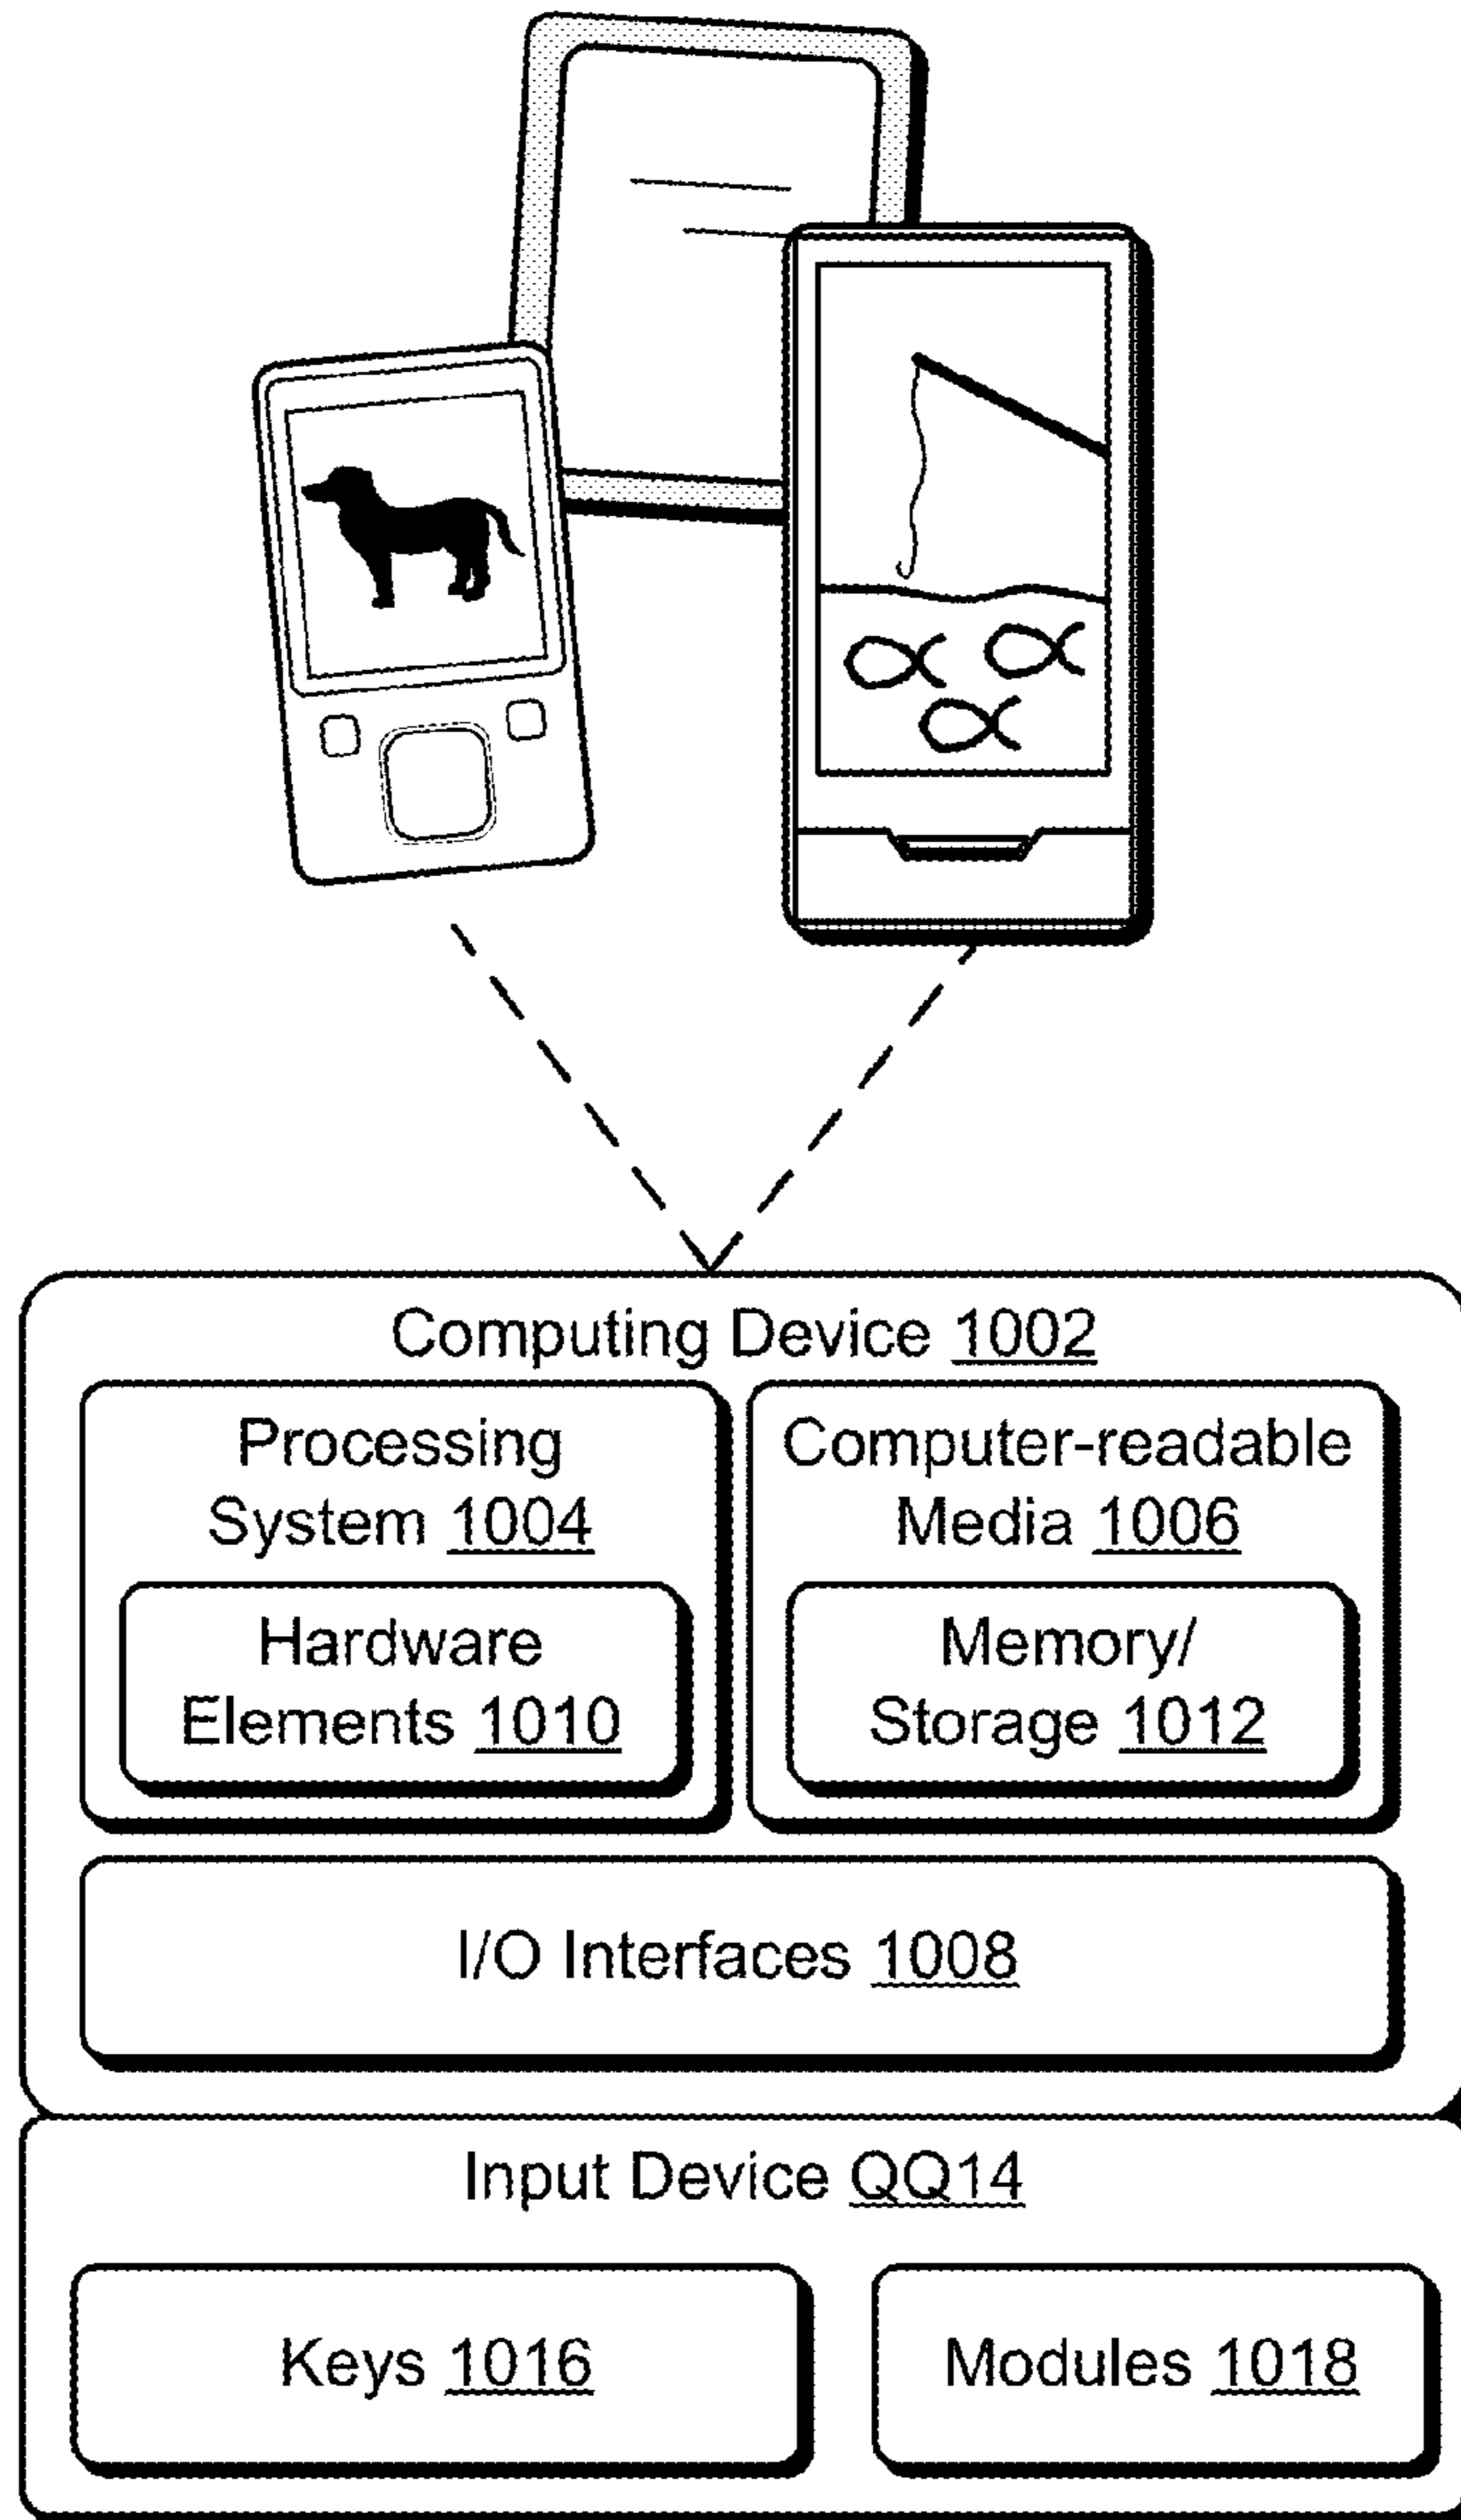 Computing Device 1002
Processing
System 1004
Hardware
Elements 1010
Computer-readable
Media 1006
Memory/
Storage 1012
I/O Interfaces 1008
Input Device QQ14
Keys 1016
Modules 1018